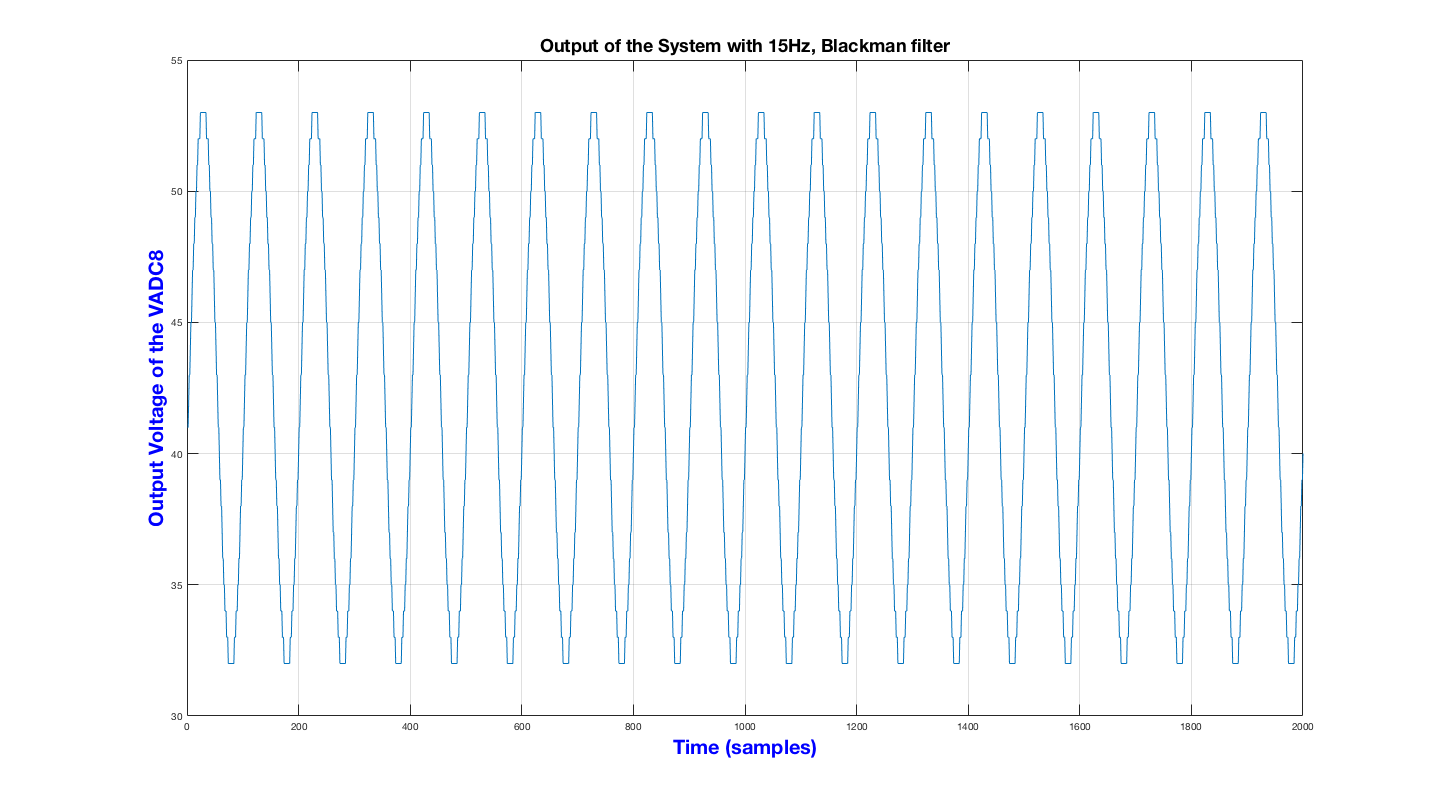 Output of the System with 15Hz, Blackman filter
55
50
45
40
35
30
Output Voltage of the VADC8
0 200 400 600 800 1000 1200 1400 1600 1800 2000
Time (samples)